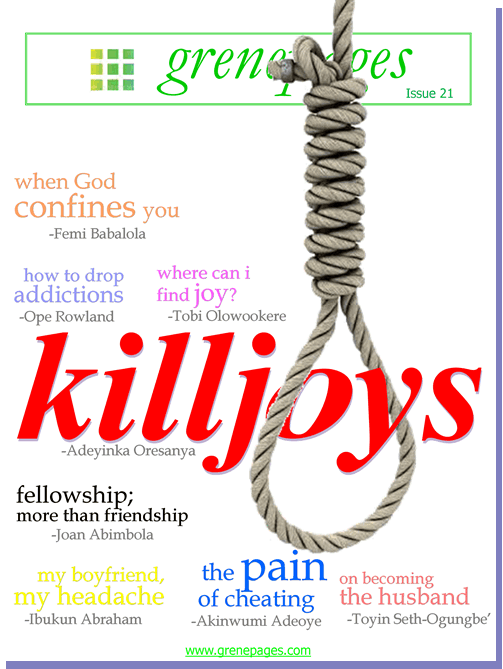 grenepages
Issue 21
when God
confines you
-Femi Babalola
how to drop
addictions
-Ope Rowland
where can i
find joy?
-Tobi Olowookere
killjoys
-Adeyinka Oresanya
fellowship;
more than friendship
-Joan Abimbola
my boyfriend,
my headache
-Ibukun Abraham
the pain
of cheating
-Akinwumi Adeoye
on becoming
the husband
-Toyin Seth-Ogungbe'
www.grenepages.com